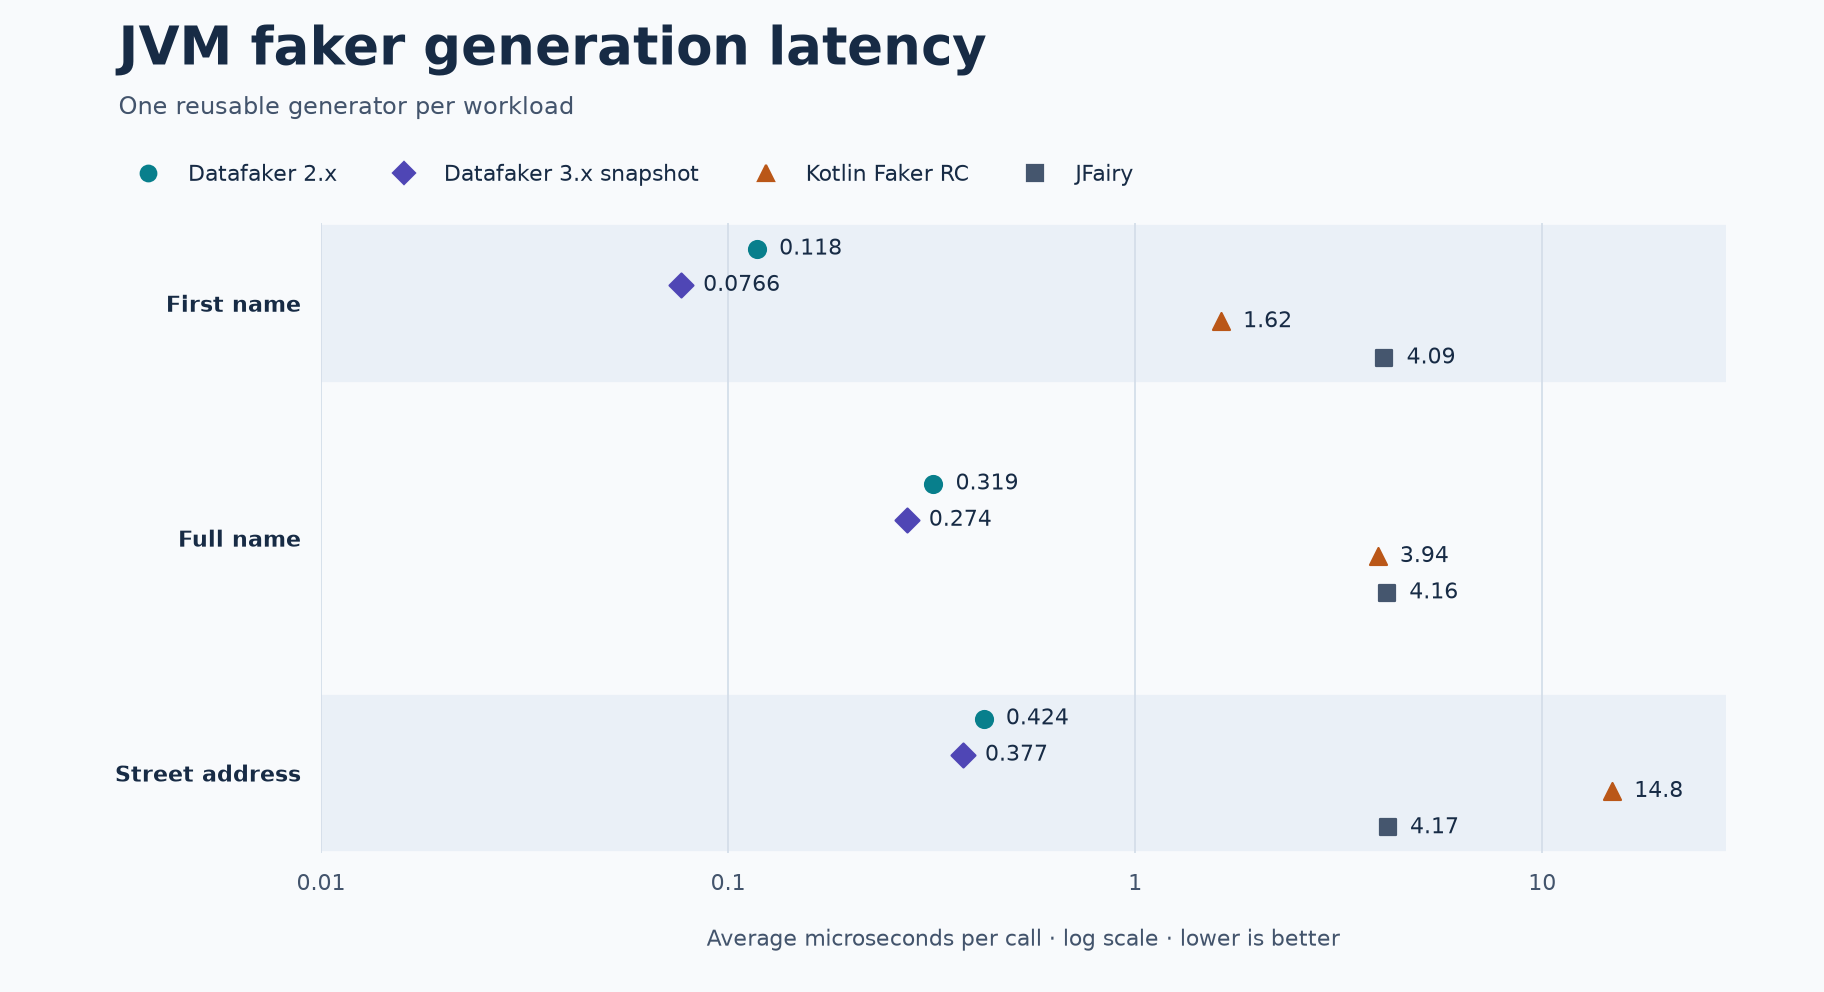 JVM faker generation latency
One reusable generator per workload
Datafaker 2.x Datafaker 3.x snapshot Kotlin Faker RC JFairy
0.118
0.0766
First name
1.62
4.09
0.319
0.274
Full name
3.94
4.16
0.424
0.377
Street address
14.8
4.17
0.01 0.1 1 10
Average microseconds per call · log scale · lower is better